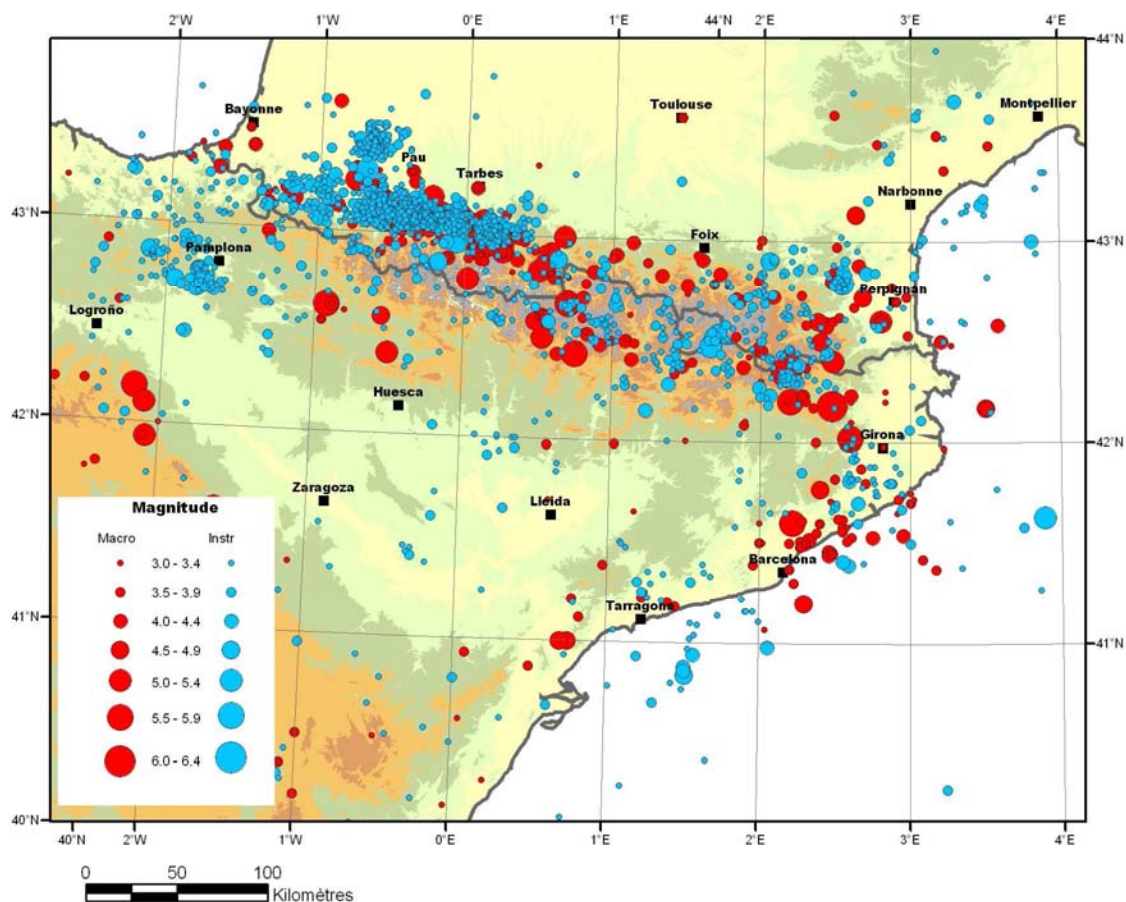 2°W 1°W 0°E 1°E 44°N 2°E 3°E 4°E
44°N
Bayonne
Toulouse
Montpellier
Pau
Tarbes
Narbonne
43°N
43°N
Foix
Pamplona
Perpignan
Logroño
Huesca
42°N
42°N
Girona
Zaragoza
Lleida
Magnitude
Macro Instr
3.0 - 3.4
3.5 - 3.9
4.0 - 4.4
4.5 - 4.9
5.0 - 5.4
5.5 - 5.9
6.0 - 6.4
Barcelona
Tarragona
41°N
41°N
40°N
40°N 2°W 1°W 0°E 1°E 2°E 3°E 4°E
0 50 100
Kilomètres